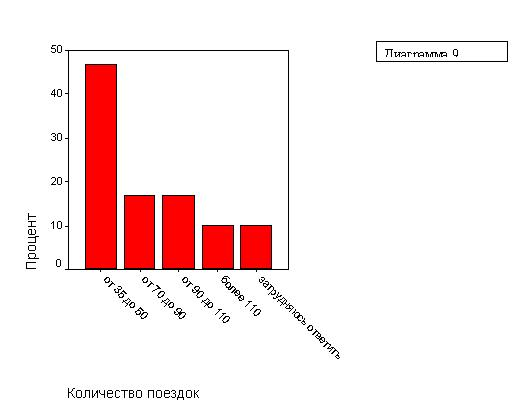 Диаграмма 9
50
40
30
20
10
0
Процент
от 35 до 50
от 70 до 90
от 90 до 110
более 110
затрудняюсь ответить
Количество поездок